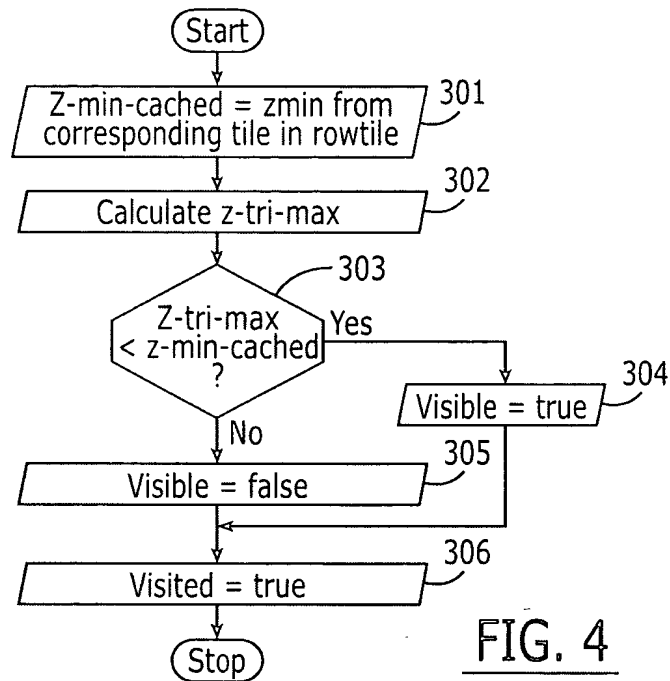 Start
Z-min-cached = zmin from
corresponding tile in rowtile
301
Calculate z-tri-max
302
303
Z-tri-max
< z-min-cached
?
Yes
304
Visible = true
No
305
Visible = false
306
Visited = true
Stop
FIG. 4